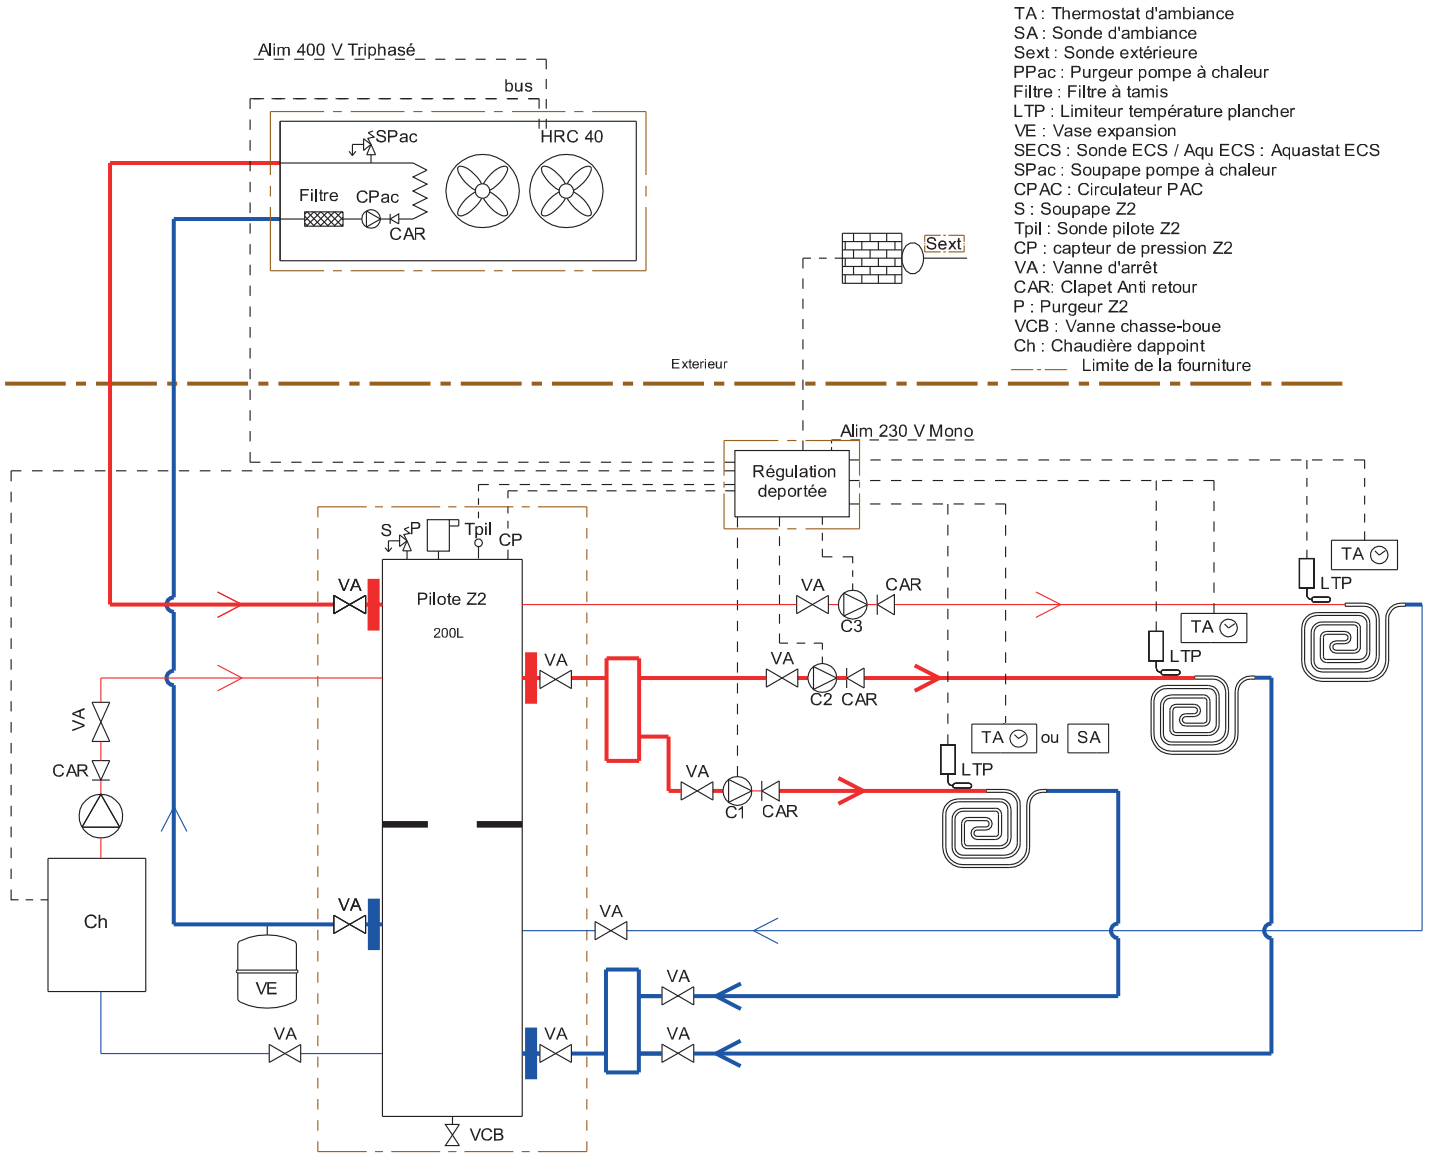 TA : Thermostat d'ambiance
SA : Sonde d'ambiance
Sext : Sonde extérieure
PPac : Purgeur pompe à chaleur
Filtre : Filtre à tamis
LTP : Limiteur température plancher
VE : Vase expansion
SECS : Sonde ECS / Aqu ECS : Aquastat ECS
SPac : Soupape pompe à chaleur
CPAC : Circulateur PAC
S : Soupape Z2
Tpil : Sonde pilote Z2
CP : capteur de pression Z2
VA : Vanne d'arrêt
CAR: Clapet Anti retour
P : Purgeur Z2
VCB : Vanne chasse-boue
Ch : Chaudière dappoint
Limite de la fourniture
Alim 400 V Triphasé
bus
SPac
HRC 40
Filtre
CPac
CAR
Sext
Exterieur
Alim 230 V Mono
Régulation
deportée
S
P
Tpil
CP
VA
Pilote Z2
200L
VA
C3
CAR
LTP
TA
VA
VA
C2
CAR
LTP
TA
VA
CAR
VA
C1
CAR
LTP
TA
ou
SA
Ch
VA
VE
VA
VA
VA
VA
VA
VCB